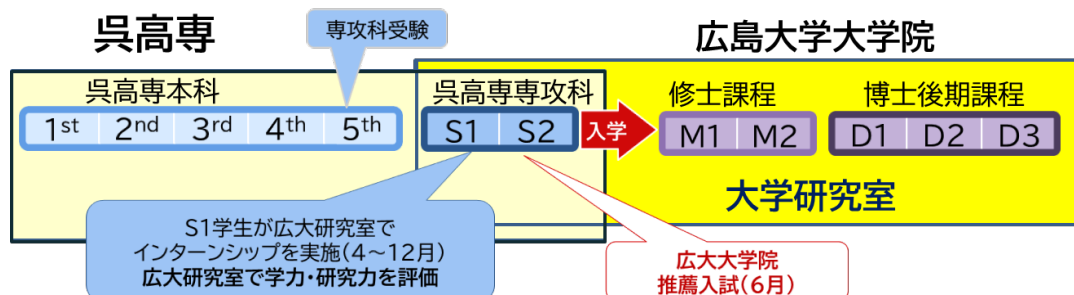 呉高専
専攻科受験
広島大学大学院
呉高専本科
呉高専専攻科
修士課程
博士後期課程
1st 2nd 3rd 4th 5th
S1 S2
入学
M1 M2
D1 D2 D3
大学研究室
S1学生が広大研究室で
インターンシップを実施(4~12月)
広大研究室で学力・研究力を評価
広大大学院
推薦入試(6月)